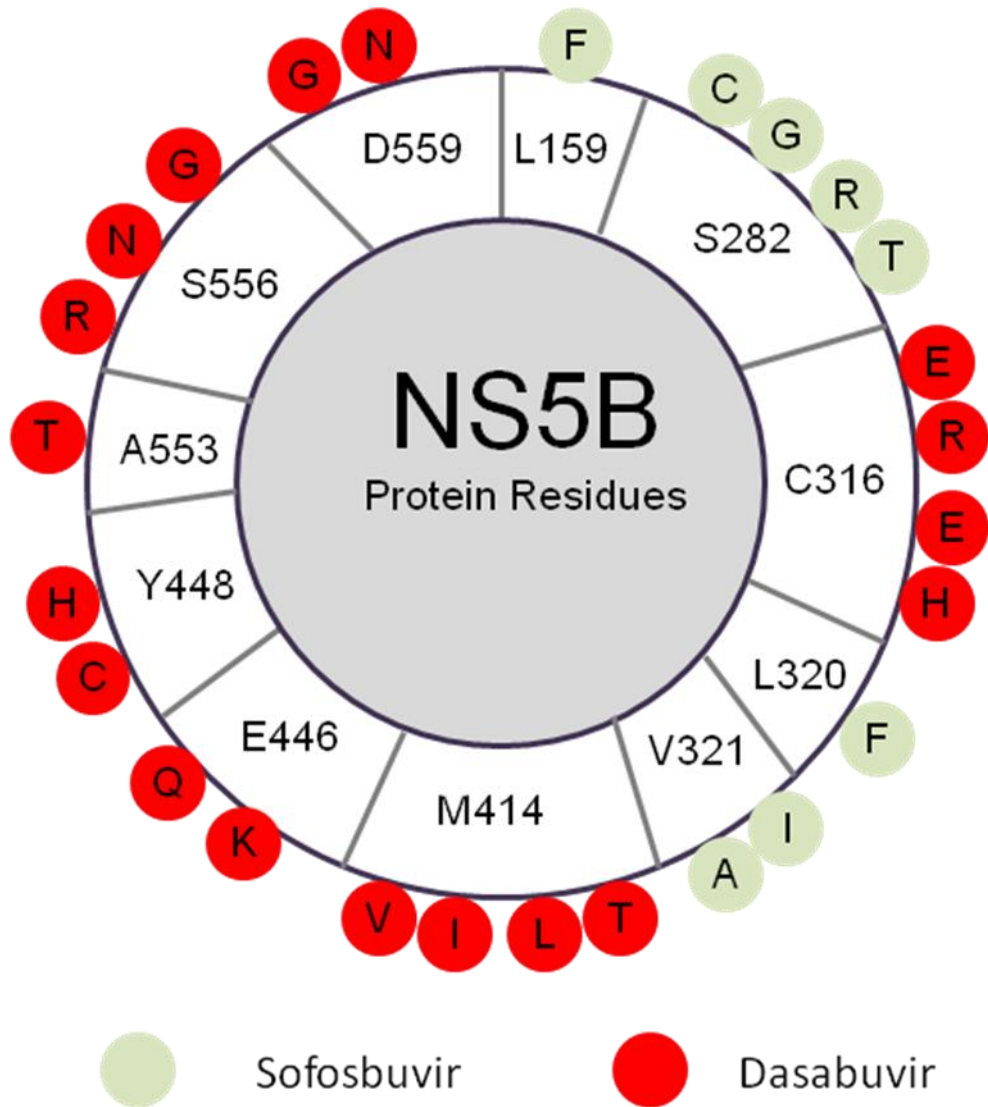 NS5B
Protein Residues
L159
F
S282
C
G
R
T
C316
E
R
E
H
L320
F
V321
I
A
M414
T
L
I
V
E446
K
Q
Y448
C
H
A553
T
S556
R
N
G
D559
G
N
Sofosbuvir
Dasabuvir